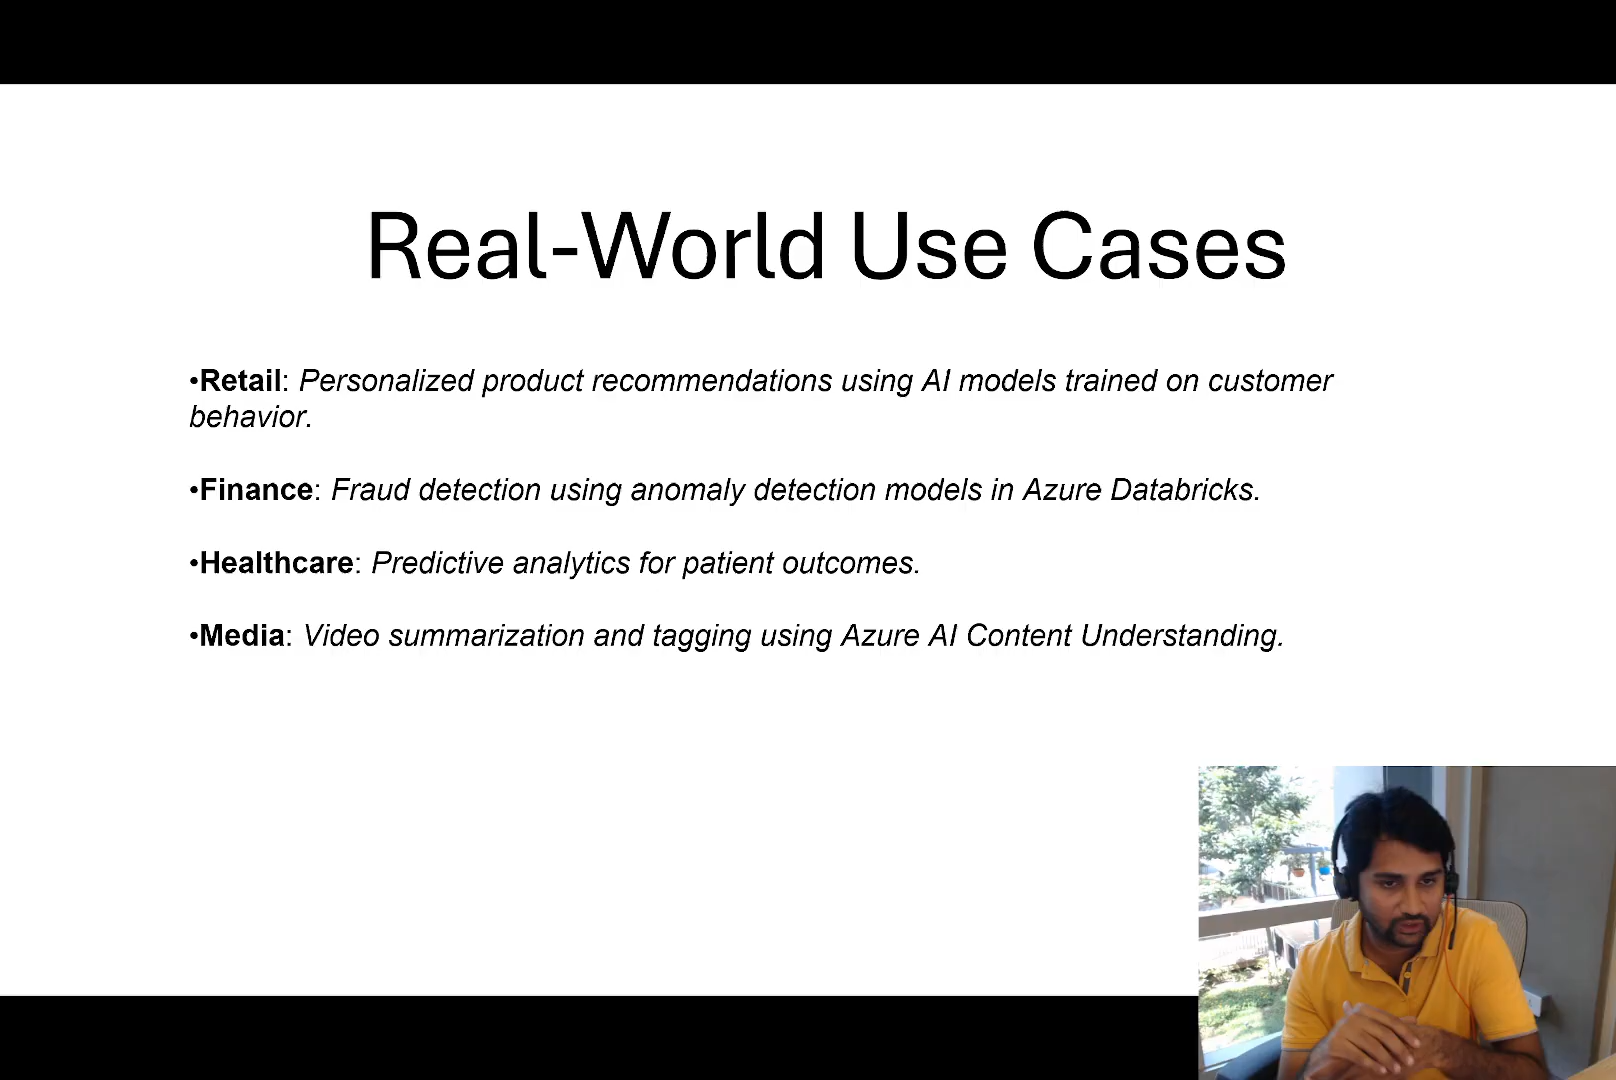 Real-World Use Cases
•Retail: Personalized product recommendations using AI models trained on customer
behavior.
•Finance: Fraud detection using anomaly detection models in Azure Databricks.
•Healthcare: Predictive analytics for patient outcomes.
•Media: Video summarization and tagging using Azure AI Content Understanding.